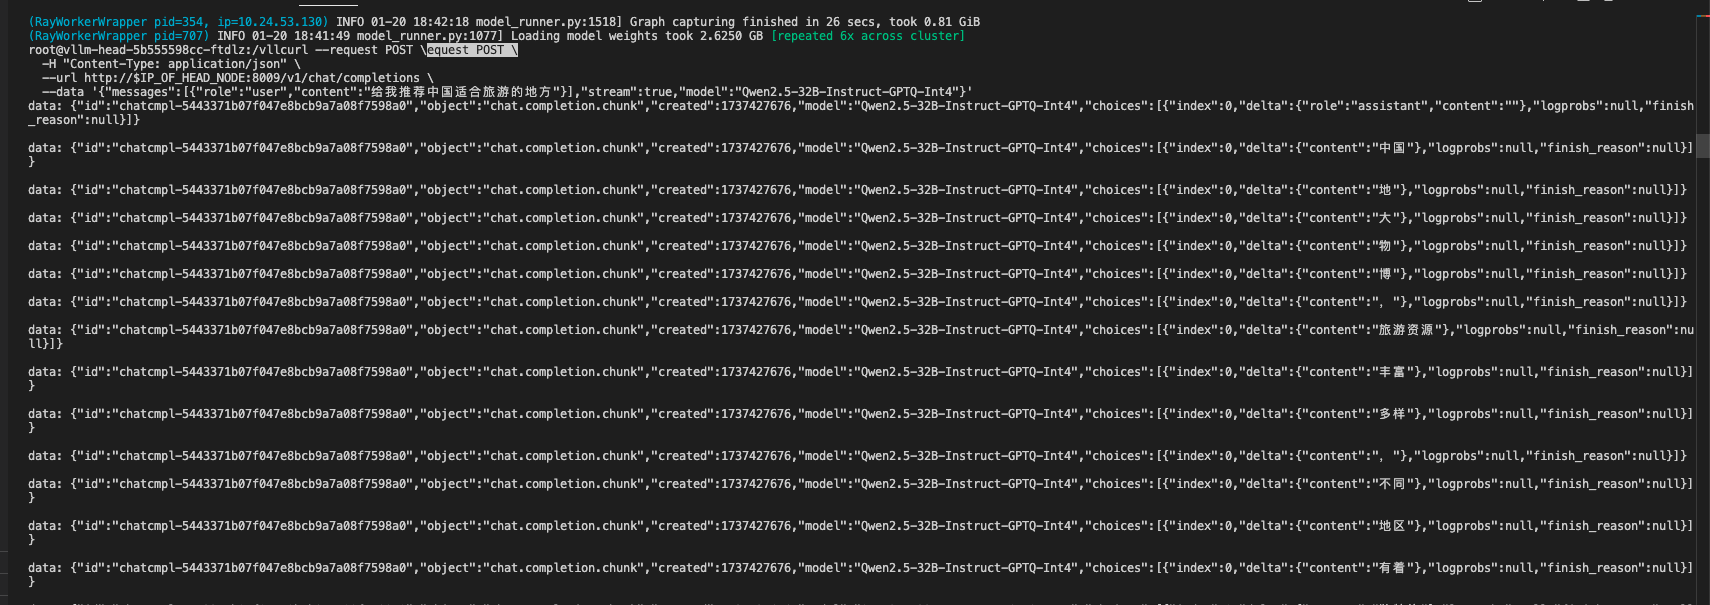 (RayWorkerWrapper pid=354, ip=10.24.53.130) INFO 01-20 18:42:18 model_runner.py:1518] Graph capturing finished in 26 secs, took 0.81 GiB
(RayWorkerWrapper pid=707) INFO 01-20 18:41:49 model_runner.py:1077] Loading model weights took 2.6250 GB [repeated 6x across cluster]
root@vllm-head-5b555598cc-ftdlz:/vllcurl --request POST \equest POST \
-H "Content-Type: application/json" \
--url http://$IP_OF_HEAD_NODE:8009/v1/chat/completions \
--data '{"messages":[{"role":"user","content":"给我推荐中国适合旅游的地方"}],"stream":true,"model":"Qwen2.5-32B-Instruct-GPTQ-Int4"}'
data: {"id":"chatcmpl-5443371b07f047e8bcb9a7a08f7598a0","object":"chat.completion.chunk","created":1737427676,"model":"Qwen2.5-32B-Instruct-GPTQ-Int4","choices":[{"index":0,"delta":{"role":"assistant","content":""},"logprobs":null,"finish
_reason":null}]}
data: {"id":"chatcmpl-5443371b07f047e8bcb9a7a08f7598a0","object":"chat.completion.chunk","created":1737427676,"model":"Qwen2.5-32B-Instruct-GPTQ-Int4","choices":[{"index":0,"delta":{"content":"中国"},"logprobs":null,"finish_reason":null}]
}
data: {"id":"chatcmpl-5443371b07f047e8bcb9a7a08f7598a0","object":"chat.completion.chunk","created":1737427676,"model":"Qwen2.5-32B-Instruct-GPTQ-Int4","choices":[{"index":0,"delta":{"content":"地"},"logprobs":null,"finish_reason":null}]}
data: {"id":"chatcmpl-5443371b07f047e8bcb9a7a08f7598a0","object":"chat.completion.chunk","created":1737427676,"model":"Qwen2.5-32B-Instruct-GPTQ-Int4","choices":[{"index":0,"delta":{"content":"大"},"logprobs":null,"finish_reason":null}]}
data: {"id":"chatcmpl-5443371b07f047e8bcb9a7a08f7598a0","object":"chat.completion.chunk","created":1737427676,"model":"Qwen2.5-32B-Instruct-GPTQ-Int4","choices":[{"index":0,"delta":{"content":"物"},"logprobs":null,"finish_reason":null}]}
data: {"id":"chatcmpl-5443371b07f047e8bcb9a7a08f7598a0","object":"chat.completion.chunk","created":1737427676,"model":"Qwen2.5-32B-Instruct-GPTQ-Int4","choices":[{"index":0,"delta":{"content":"博"},"logprobs":null,"finish_reason":null}]}
data: {"id":"chatcmpl-5443371b07f047e8bcb9a7a08f7598a0","object":"chat.completion.chunk","created":1737427676,"model":"Qwen2.5-32B-Instruct-GPTQ-Int4","choices":[{"index":0,"delta":{"content":"，"},"logprobs":null,"finish_reason":null}]}
data: {"id":"chatcmpl-5443371b07f047e8bcb9a7a08f7598a0","object":"chat.completion.chunk","created":1737427676,"model":"Qwen2.5-32B-Instruct-GPTQ-Int4","choices":[{"index":0,"delta":{"content":"旅游资源"},"logprobs":null,"finish_reason":nu
ll}]}
data: {"id":"chatcmpl-5443371b07f047e8bcb9a7a08f7598a0","object":"chat.completion.chunk","created":1737427676,"model":"Qwen2.5-32B-Instruct-GPTQ-Int4","choices":[{"index":0,"delta":{"content":"丰富"},"logprobs":null,"finish_reason":null}]
}
data: {"id":"chatcmpl-5443371b07f047e8bcb9a7a08f7598a0","object":"chat.completion.chunk","created":1737427676,"model":"Qwen2.5-32B-Instruct-GPTQ-Int4","choices":[{"index":0,"delta":{"content":"多样"},"logprobs":null,"finish_reason":null}]
}
data: {"id":"chatcmpl-5443371b07f047e8bcb9a7a08f7598a0","object":"chat.completion.chunk","created":1737427676,"model":"Qwen2.5-32B-Instruct-GPTQ-Int4","choices":[{"index":0,"delta":{"content":"，"},"logprobs":null,"finish_reason":null}]}
data: {"id":"chatcmpl-5443371b07f047e8bcb9a7a08f7598a0","object":"chat.completion.chunk","created":1737427676,"model":"Qwen2.5-32B-Instruct-GPTQ-Int4","choices":[{"index":0,"delta":{"content":"不同"},"logprobs":null,"finish_reason":null}]
}
data: {"id":"chatcmpl-5443371b07f047e8bcb9a7a08f7598a0","object":"chat.completion.chunk","created":1737427676,"model":"Qwen2.5-32B-Instruct-GPTQ-Int4","choices":[{"index":0,"delta":{"content":"地区"},"logprobs":null,"finish_reason":null}]
}
data: {"id":"chatcmpl-5443371b07f047e8bcb9a7a08f7598a0","object":"chat.completion.chunk","created":1737427676,"model":"Qwen2.5-32B-Instruct-GPTQ-Int4","choices":[{"index":0,"delta":{"content":"有着"},"logprobs":null,"finish_reason":null}]
}